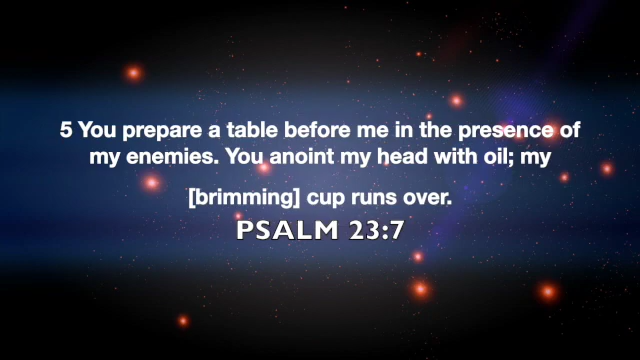 5 You prepare a table before me in the presence of
my enemies. You anoint my head with oil; my
[brimming] cup runs over.
PSALM 23:7